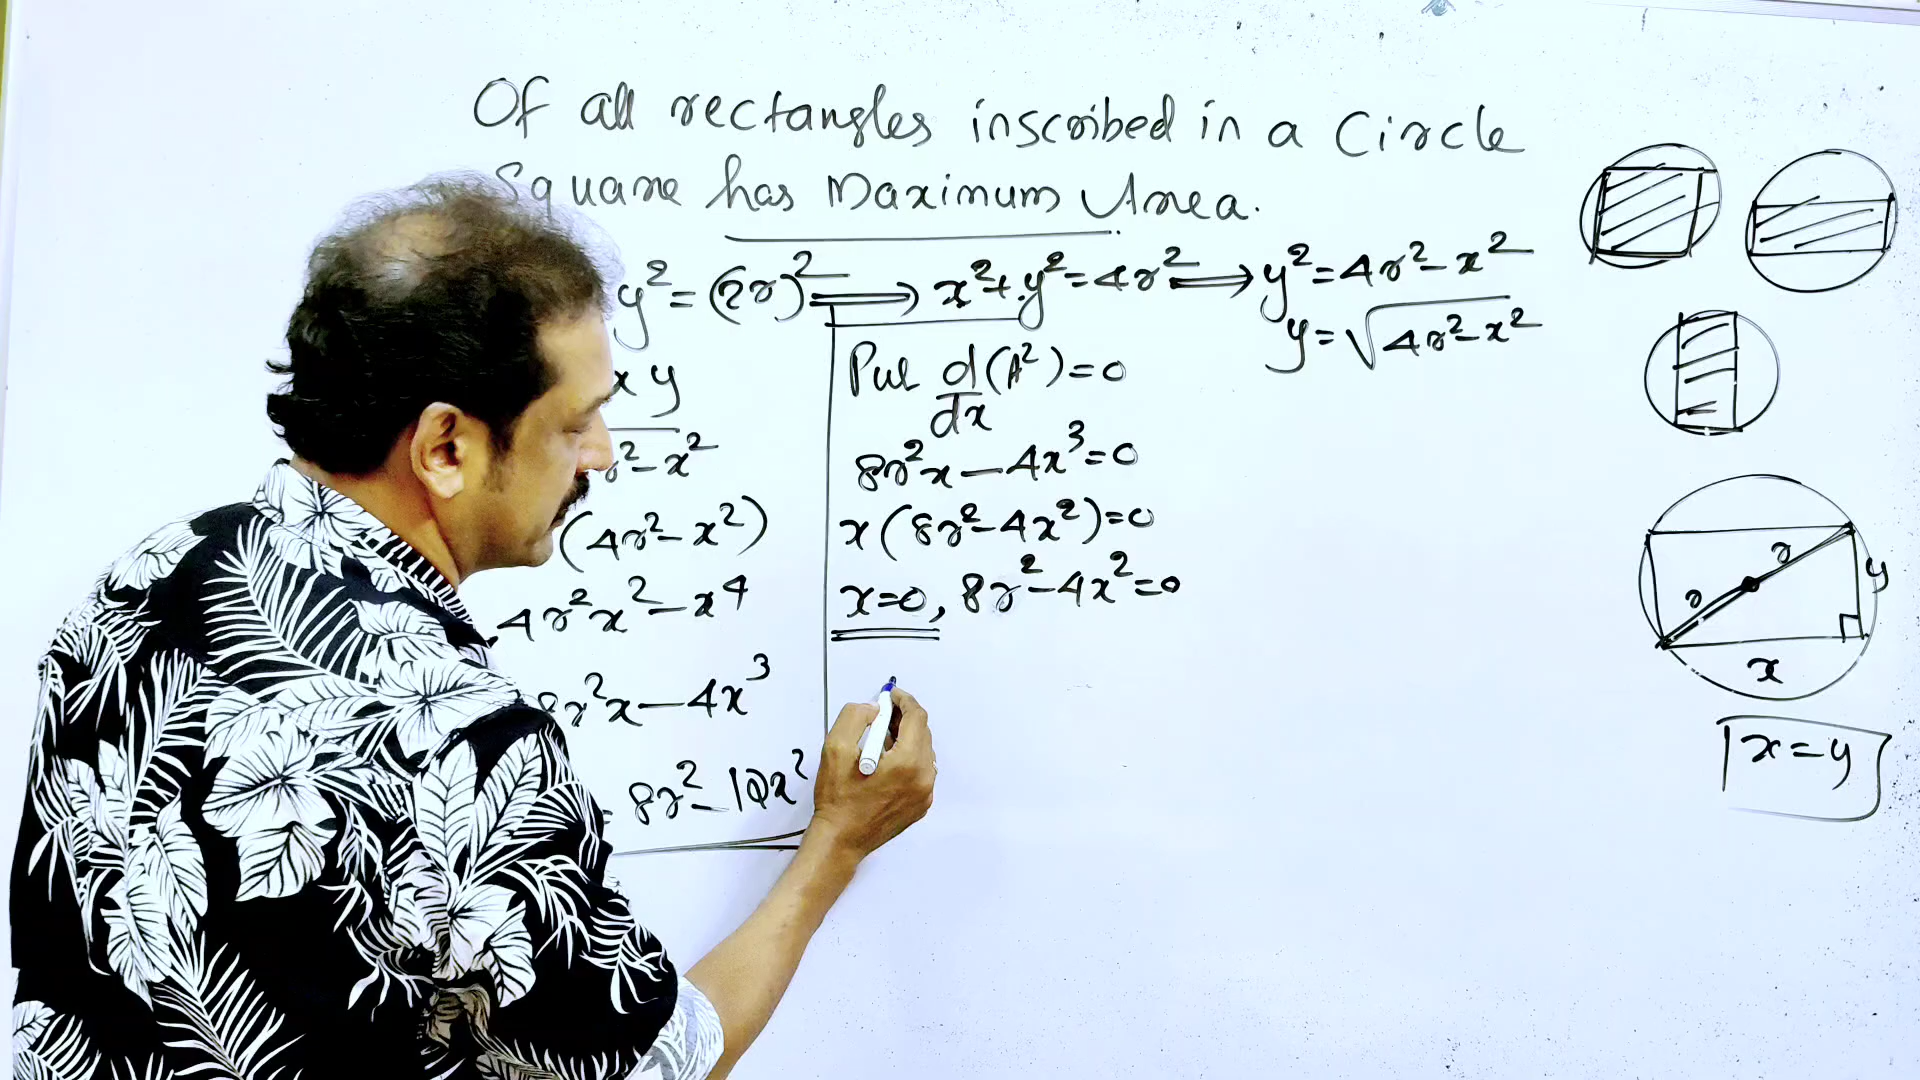 Of all rectangles inscribed in a Circle
Square has Maximum Area.
y² = (2r)² ⟹ x² + y² = 4r² ⟹ y² = 4r² - x²
y = √(4r² - x²)
xy
r² - x²
(4r² - x²)
4r²x² - x⁴
8r²x - 4x³
= 8r² - 12x²
Put d/dx (A²) = 0
8r²x - 4x³ = 0
x(8r² - 4x²) = 0
x = 0, 8r² - 4x² = 0
r
r
y
x
x = y